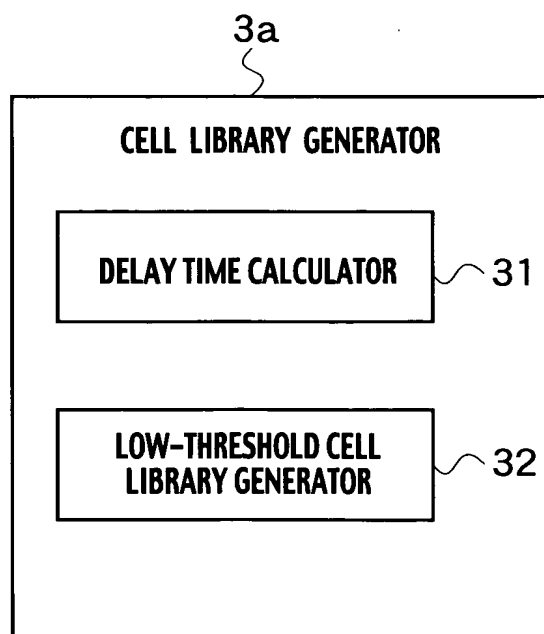 3a
CELL LIBRARY GENERATOR
DELAY TIME CALCULATOR
31
LOW-THRESHOLD CELL
LIBRARY GENERATOR
32